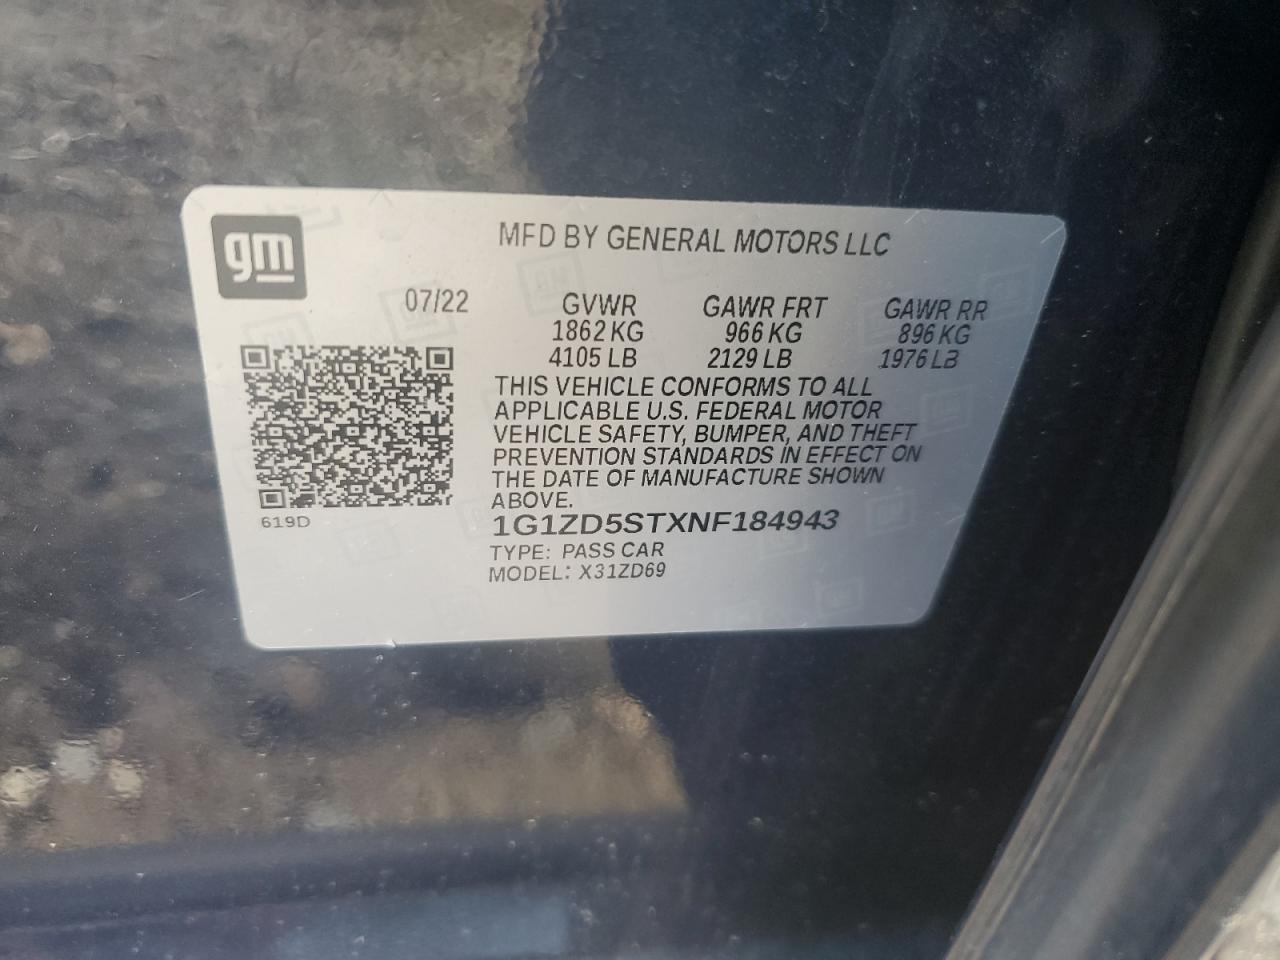 gm
MFD BY GENERAL MOTORS LLC
07/22 GVWR GAWR FRT GAWR RR
1862 KG 966 KG 896 KG
4105 LB 2129 LB 1976 LB
THIS VEHICLE CONFORMS TO ALL
APPLICABLE U.S. FEDERAL MOTOR
VEHICLE SAFETY, BUMPER, AND THEFT
PREVENTION STANDARDS IN EFFECT ON
THE DATE OF MANUFACTURE SHOWN
ABOVE.
619D
1G1ZD5STXNF184943
TYPE: PASS CAR
MODEL: X31ZD69